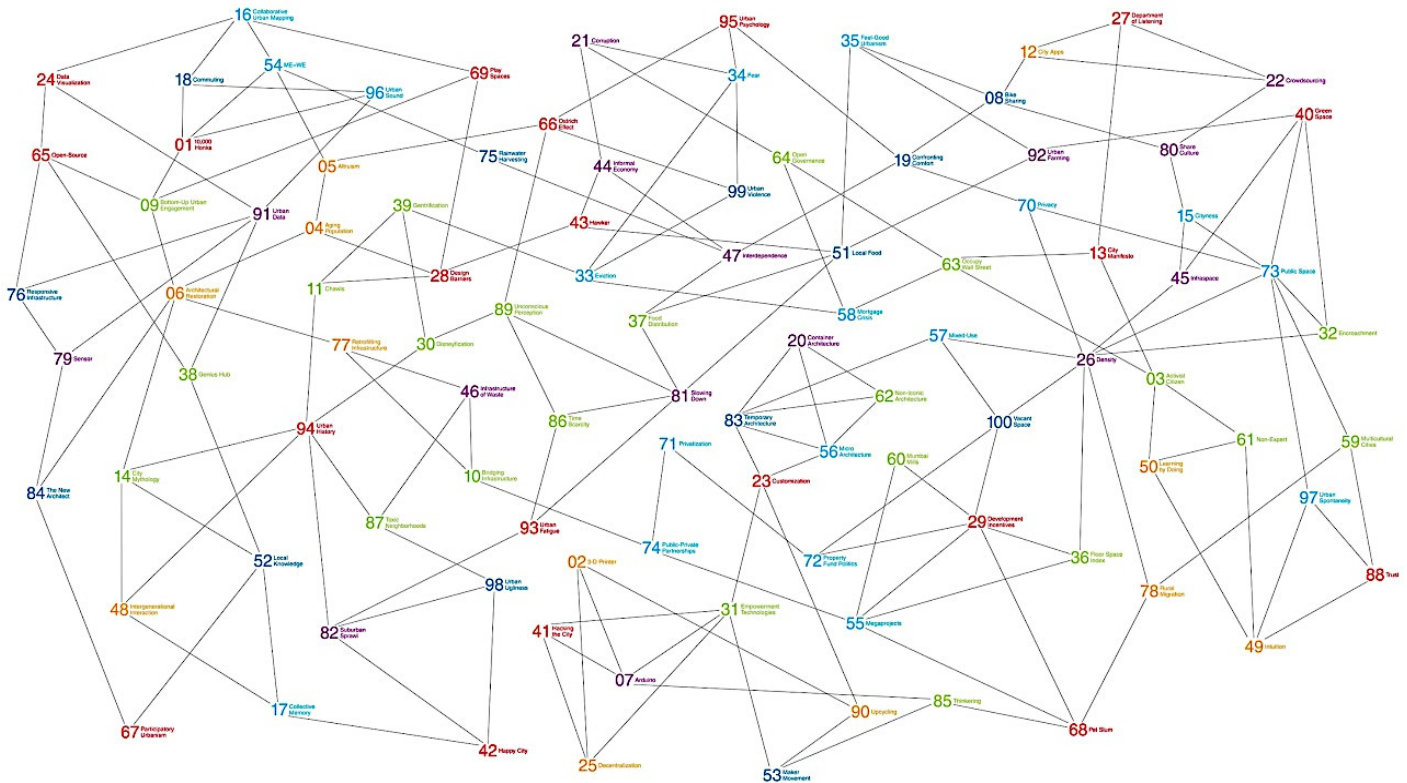 16 Collaborative
Urban Mapping
95 Urban
Psychology
27 Department
of Listening
21 Corruption
35 Feel-Good
Urbanism
12 City Apps
54 ME=WE
24 Data
Visualization
18 Commuting
69 Play
Spaces
34 Fear
22 Crowdsourcing
96 Urban
Sound
08 Bike
Sharing
40 Green
Space
66 Ostrich
Effect
01 10,000
Honks
65 Open-Source
75 Rainwater
Harvesting
64 Open
Governance
19 Confronting
Comfort
92 Urban
Farming
80 Share
Culture
05 Altruism
44 Informal
Economy
99 Urban
Violence
09 Bottom-Up Urban
Engagement
39 Gentrification
70 Privacy
91 Urban
Data
15 Cityness
04 Aging
Population
43 Hawker
47 Interdependence
51 Local Food
13 City
Manifesto
63 Occupy
Wall Street
28 Design
Barriers
33 Eviction
45 Infraspace
73 Public Space
76 Responsive
Infrastructure
06 Architectural
Restoration
11 Chawls
89 Unconscious
Perception
37 Food
Distribution
58 Mortgage
Crisis
32 Encroachment
77 Retrofitting
Infrastructure
30 Disneyfication
20 Container
Architecture
57 Mixed-Use
79 Sensor
26 Density
38 Genius Hub
03 Activist
Citizen
46 Infrastructure
of Waste
81 Slowing
Down
62 Non-Iconic
Architecture
86 Time
Scarcity
83 Temporary
Architecture
100 Vacant
Space
94 Urban
History
71 Privatization
56 Micro
Architecture
61 Non-Expert
59 Multicultural
Cities
60 Mumbai
Mills
50 Learning
by Doing
14 City
Mythology
10 Bridging
Infrastructure
23 Customization
84 The New
Architect
97 Urban
Spontaneity
87 Toxic
Neighborhoods
93 Urban
Fatigue
29 Development
Incentives
74 Public-Private
Partnerships
52 Local
Knowledge
02 3-D Printer
72 Property
Fund Politics
36 Floor Space
Index
88 Trust
98 Urban
Ugliness
78 Rural
Migration
48 Intergenerational
Interaction
31 Empowerment
Technologies
55 Megaprojects
82 Suburban
Sprawl
41 Hacking
the City
49 Intuition
07 Arduino
17 Collective
Memory
90 Upcycling
85 Thinkering
67 Participatory
Urbanism
68 Pet Slum
42 Happy City
25 Decentralization
53 Maker
Movement